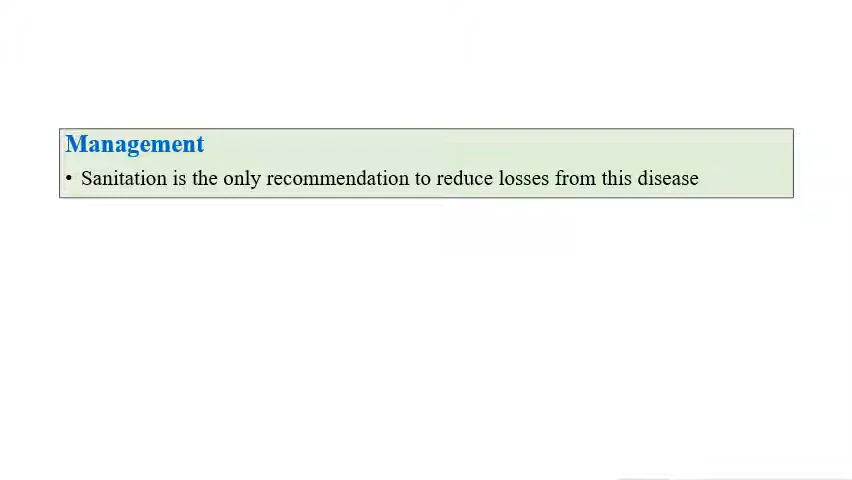 Management
• Sanitation is the only recommendation to reduce losses from this disease